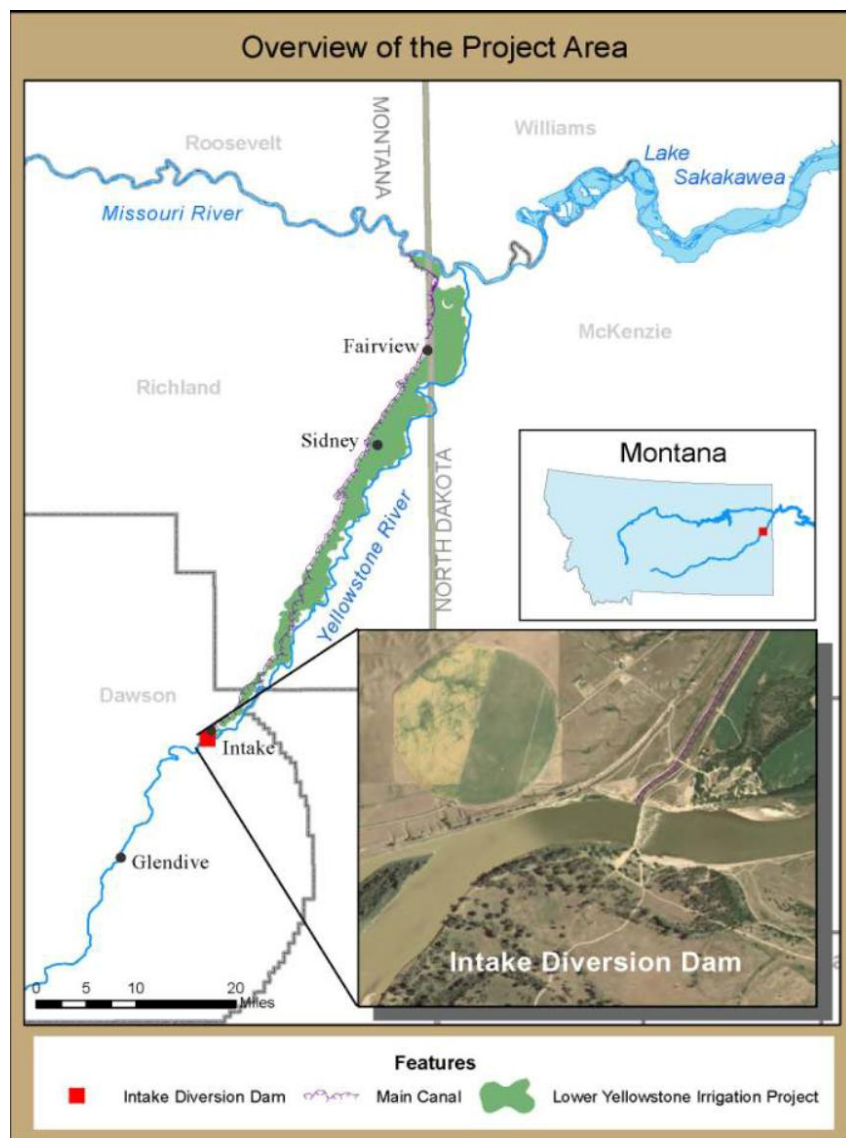 Overview of the Project Area
MONTANA
Roosevelt
Williams
Lake
Sakakawea
Missouri River
McKenzie
Fairview
Richland
Sidney
NORTH DAKOTA
Montana
Yellowstone River
Dawson
Intake
Glendive
Intake Diversion Dam
0 5 10 20
Miles
Features
Intake Diversion Dam
Main Canal
Lower Yellowstone Irrigation Project